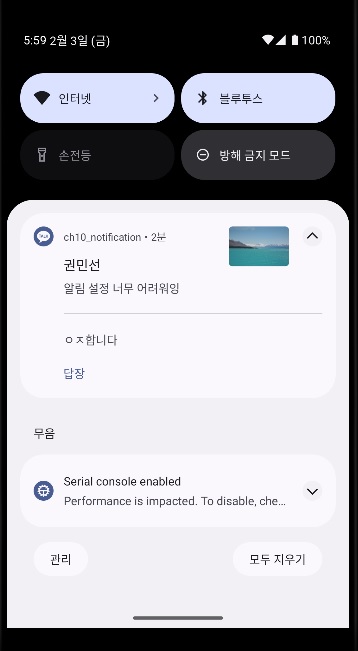 5:59 2월 3일 (금)
100%
인터넷
블루투스
손전등
방해 금지 모드
ch10_notification • 2분
권민선
알림 설정 너무 어려워잉
ㅇㅈ합니다
답장
무음
Serial console enabled
Performance is impacted. To disable, che…
관리
모두 지우기